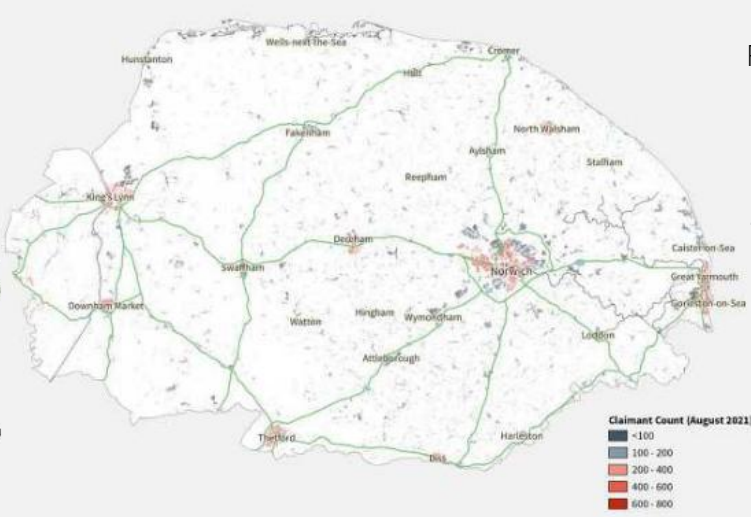 Wells-next-the-Sea
Cromer
Hunstanton
Holt
Fakenham
North Walsham
Aylsham
Stalham
Reepham
King's Lynn
Dereham
Caister-on-Sea
Swaffham
Norwich
Great Yarmouth
Downham Market
Gorleston-on-Sea
Watton
Hingham
Wymondham
Loddon
Attleborough
Claimant Count (August 2021)
<100
Thetford
Harleston
100 - 200
Diss
200 - 400
400 - 600
600 - 800